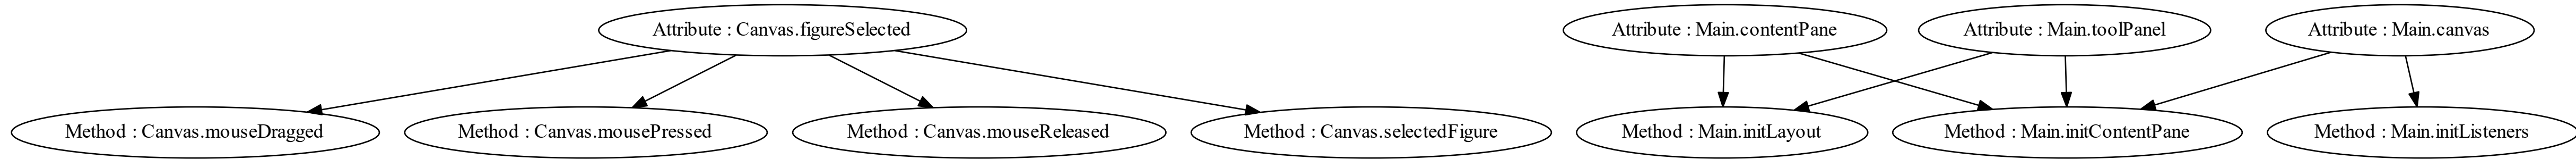 Attribute : Canvas.figureSelected
Attribute : Main.contentPane
Attribute : Main.toolPanel
Attribute : Main.canvas
Method : Canvas.mouseDragged
Method : Canvas.mousePressed
Method : Canvas.mouseReleased
Method : Canvas.selectedFigure
Method : Main.initLayout
Method : Main.initContentPane
Method : Main.initListeners